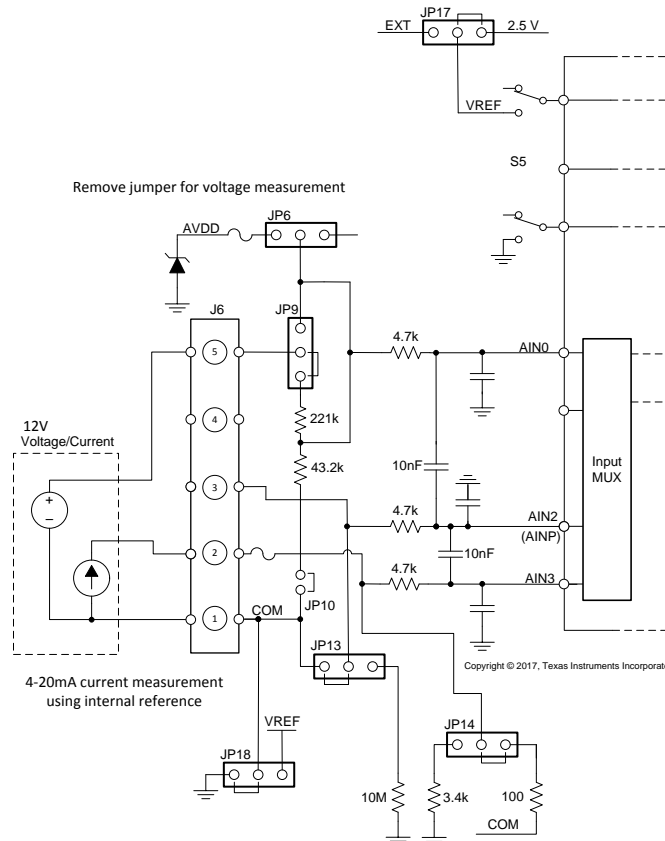 JP17
EXT
2.5 V
VREF
S5
Remove jumper for voltage measurement
JP6
AVDD
J6
JP9
5
4.7k
AIN0
221k
4
12V
Voltage/Current
43.2k
10nF
Input
MUX
3
4.7k
AIN2
(AINP)
10nF
2
4.7k
AIN3
JP10
1
COM
JP13
Copyright © 2017, Texas Instruments Incorporate
4-20mA current measurement
using internal reference
VREF
JP14
JP18
10M
3.4k
100
COM